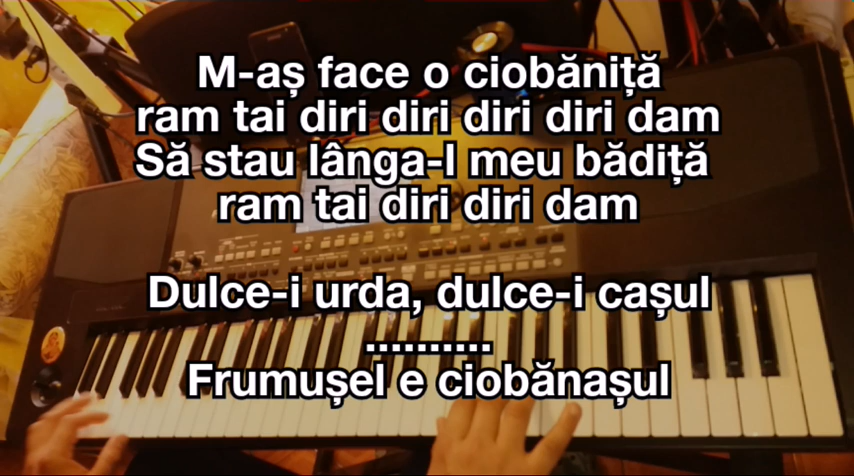 M-aș face o ciobăniță
ram tai diri diri diri diri dam
Să stau lânga-l meu bădiță
ram tai diri diri dam
Dulce-i urda, dulce-i cașul
..........
Frumușel e ciobănașul